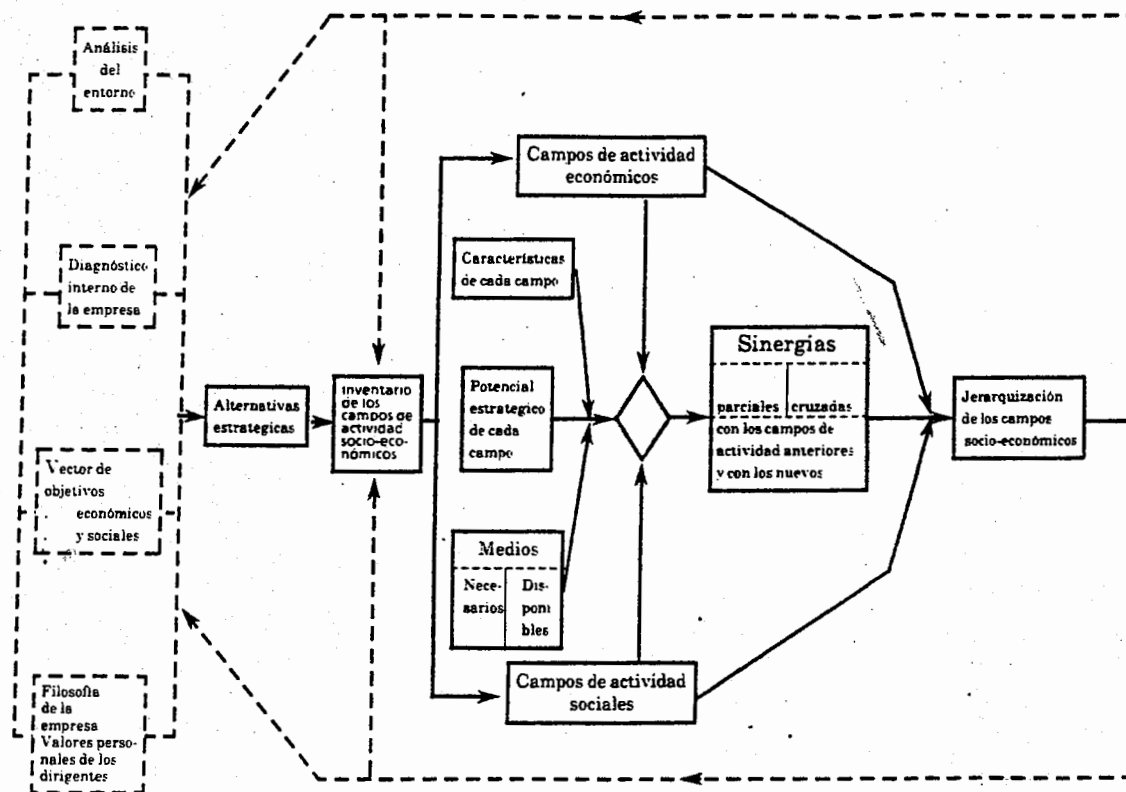 Análisis
del
entorno
Diagnóstico
interno de
la empresa
Vector de
objetivos
económicos
y sociales
Filosofía
de la
empresa
Valores perso-
nales de los
dirigentes
Alternativas
estrategicas
Inventario
de los
campos de
actividad
socio-eco-
nómicos
Campos de actividad
económicos
Características
de cada campo
Potencial
estrategico
de cada
campo
Medios
Nece-
sarios
Dis-
poni
bles
Campos de actividad
sociales
Sinergias
parciales cruzadas
con los campos de
actividad anteriores
y con los nuevos
Jerarquización
de los campos
socio-económicos